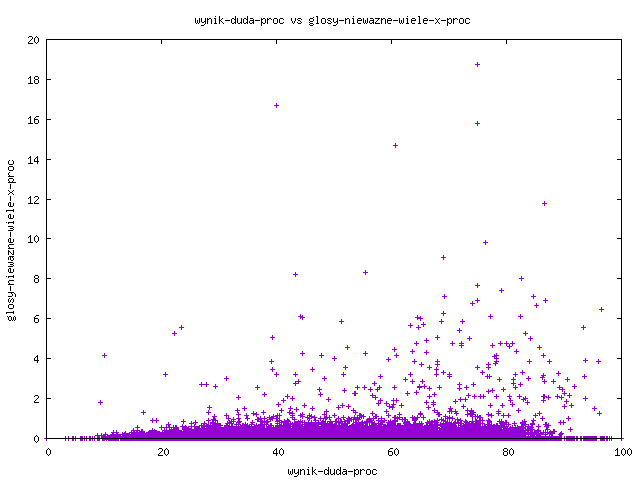 wynik-duda-proc vs glosy-niewazne-wiele-x-proc
20
18
16
14
12
10
8
6
4
2
0
glosy-niewazne-wiele-x-proc
0 20 40 60 80 100
wynik-duda-proc